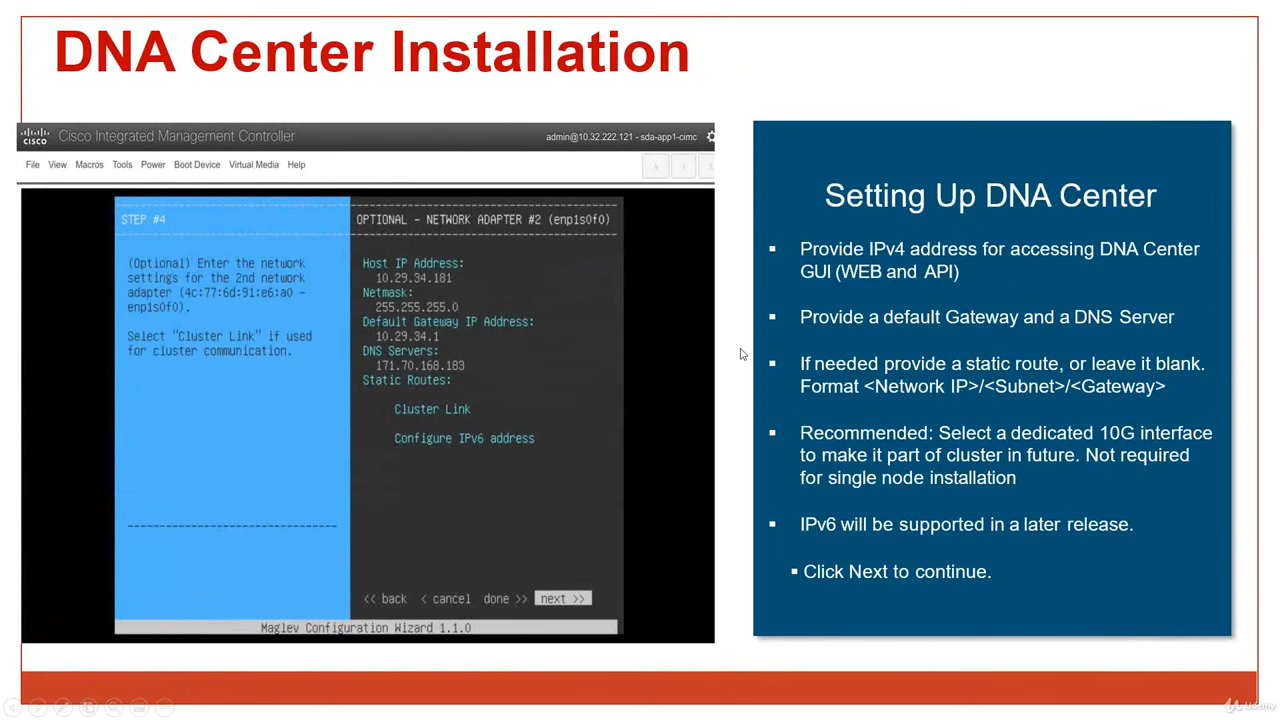 DNA Center Installation
CISCO
Cisco Integrated Management Controller
admin@10.32.222.121 - sda-app1-cimc
File View Macros Tools Power Boot Device Virtual Media Help
STEP #4
(Optional) Enter the network
settings for the 2nd network
adapter (4c:77:6d:91:e6:a0 -
enp1s0f0).
Select "Cluster Link" if used
for cluster communication.
OPTIONAL - NETWORK ADAPTER #2 (enp1s0f0)
Host IP Address:
10.29.34.181
Netmask:
255.255.255.0
Default Gateway IP Address:
10.29.34.1
DNS Servers:
171.70.168.183
Static Routes:
Cluster Link
Configure IPv6 address
<< back < cancel done >> next >>
Maglev Configuration Wizard 1.1.0
Setting Up DNA Center
▪ Provide IPv4 address for accessing DNA Center
GUI (WEB and API)
▪ Provide a default Gateway and a DNS Server
▪ If needed provide a static route, or leave it blank.
Format <Network IP>/<Subnet>/<Gateway>
▪ Recommended: Select a dedicated 10G interface
to make it part of cluster in future. Not required
for single node installation
▪ IPv6 will be supported in a later release.
▪ Click Next to continue.
Udemy